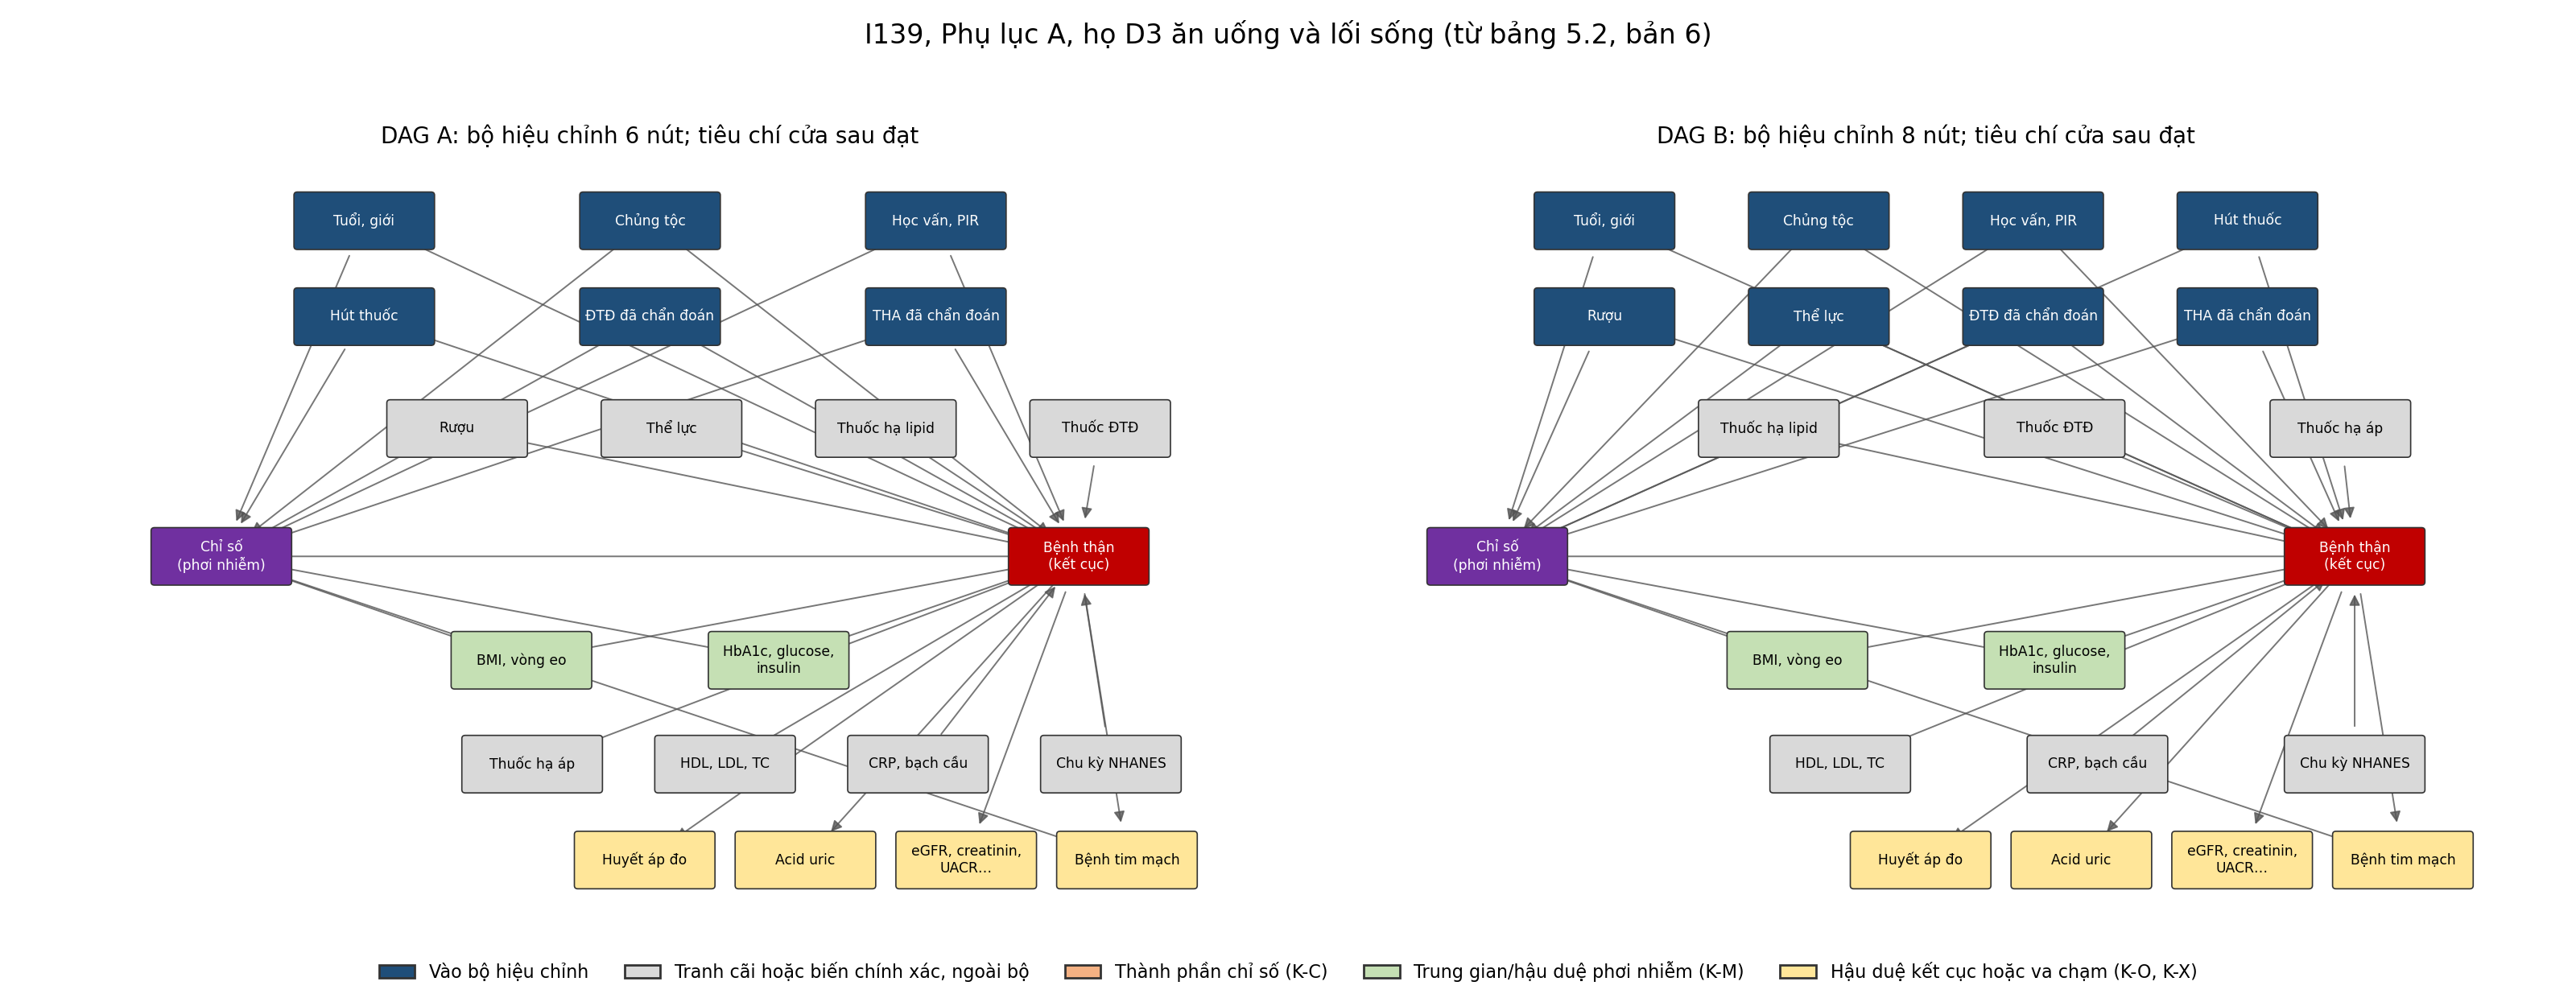 I139, Phụ lục A, họ D3 ăn uống và lối sống (từ bảng 5.2, bản 6)
DAG A: bộ hiệu chỉnh 6 nút; tiêu chí cửa sau đạt
Tuổi, giới
Chủng tộc
Học vấn, PIR
Hút thuốc
ĐTĐ đã chẩn đoán
THA đã chẩn đoán
Rượu
Thể lực
Thuốc hạ lipid
Thuốc ĐTĐ
Chỉ số
(phơi nhiễm)
Bệnh thận
(kết cục)
BMI, vòng eo
HbA1c, glucose,
insulin
Thuốc hạ áp
HDL, LDL, TC
CRP, bạch cầu
Chu kỳ NHANES
Huyết áp đo
Acid uric
eGFR, creatinin,
UACR...
Bệnh tim mạch
DAG B: bộ hiệu chỉnh 8 nút; tiêu chí cửa sau đạt
Tuổi, giới
Chủng tộc
Học vấn, PIR
Hút thuốc
Rượu
Thể lực
ĐTĐ đã chẩn đoán
THA đã chẩn đoán
Thuốc hạ lipid
Thuốc ĐTĐ
Thuốc hạ áp
Chỉ số
(phơi nhiễm)
Bệnh thận
(kết cục)
BMI, vòng eo
HbA1c, glucose,
insulin
HDL, LDL, TC
CRP, bạch cầu
Chu kỳ NHANES
Huyết áp đo
Acid uric
eGFR, creatinin,
UACR...
Bệnh tim mạch
Vào bộ hiệu chỉnh
Tranh cãi hoặc biến chính xác, ngoài bộ
Thành phần chỉ số (K-C)
Trung gian/hậu duệ phơi nhiễm (K-M)
Hậu duệ kết cục hoặc va chạm (K-O, K-X)